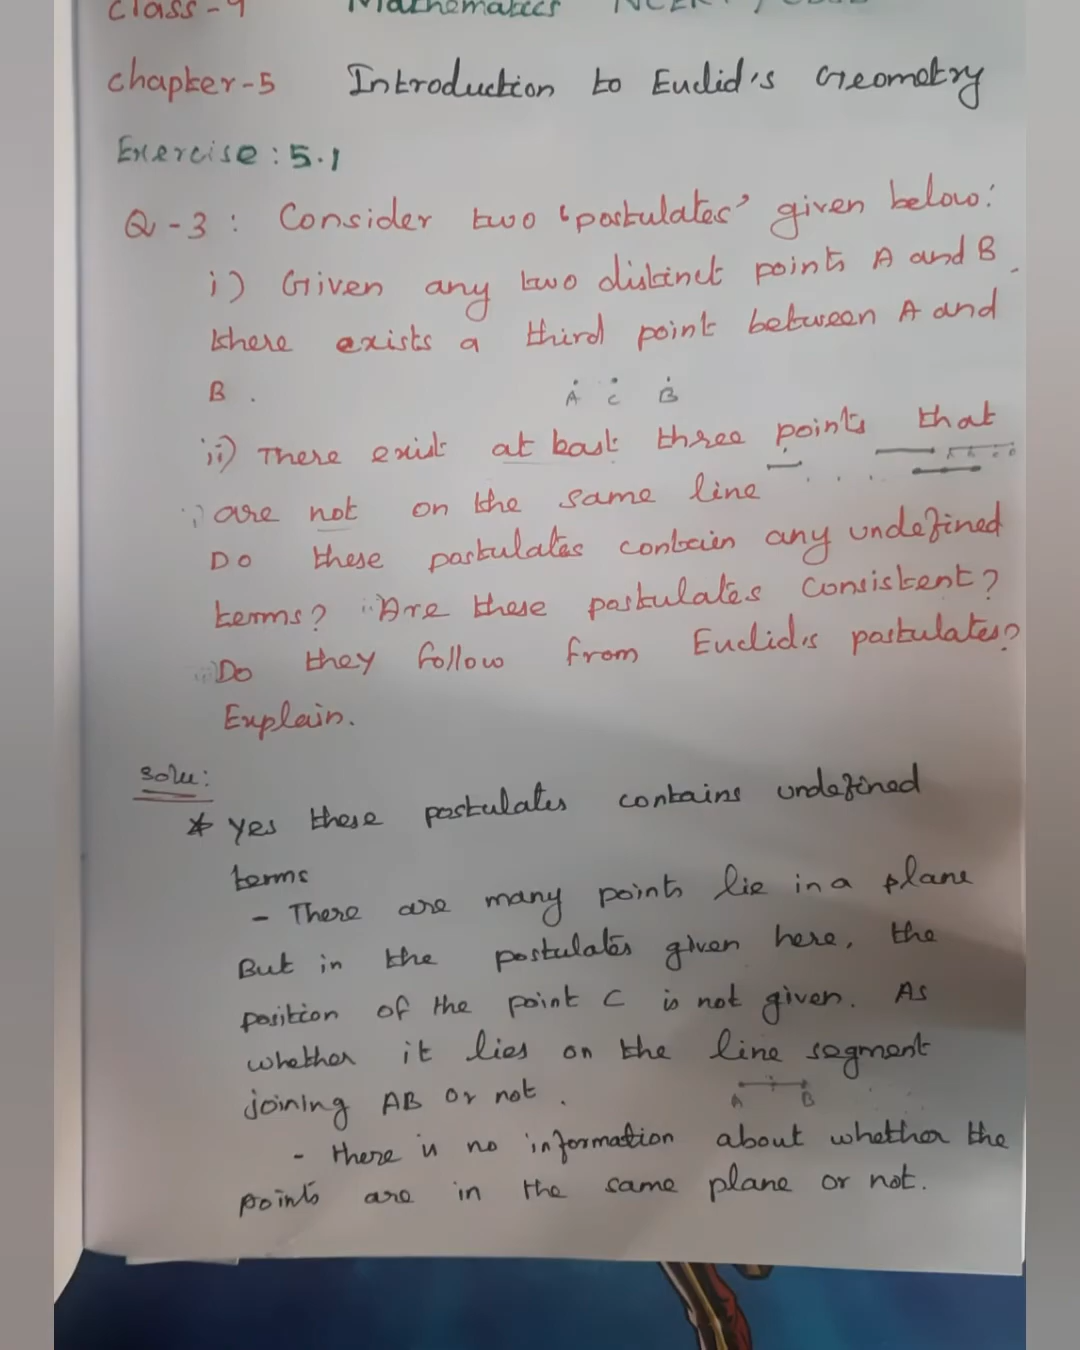 class-9 Mathematics NCERT / CBSE
chapter-5 Introduction to Euclid's Geometry
Exercise: 5.1
Q-3: Consider two 'postulates' given below:
i) Given any two distinct points A and B
there exists a third point between A and
B.
A C B
ii) There exist at least three points that
i) are not on the same line
Do these postulates contain any undefined
terms? ii) Are these postulates consistent?
iii) Do they follow from Euclid's postulates?
Explain.
Solu:
* yes these postulates contains undefined
terms
- There are many points lie in a plane
But in the postulates given here, the
position of the point C is not given. As
whether it lies on the line segment
joining AB or not.
A B
- there is no information about whether the
points are in the same plane or not.